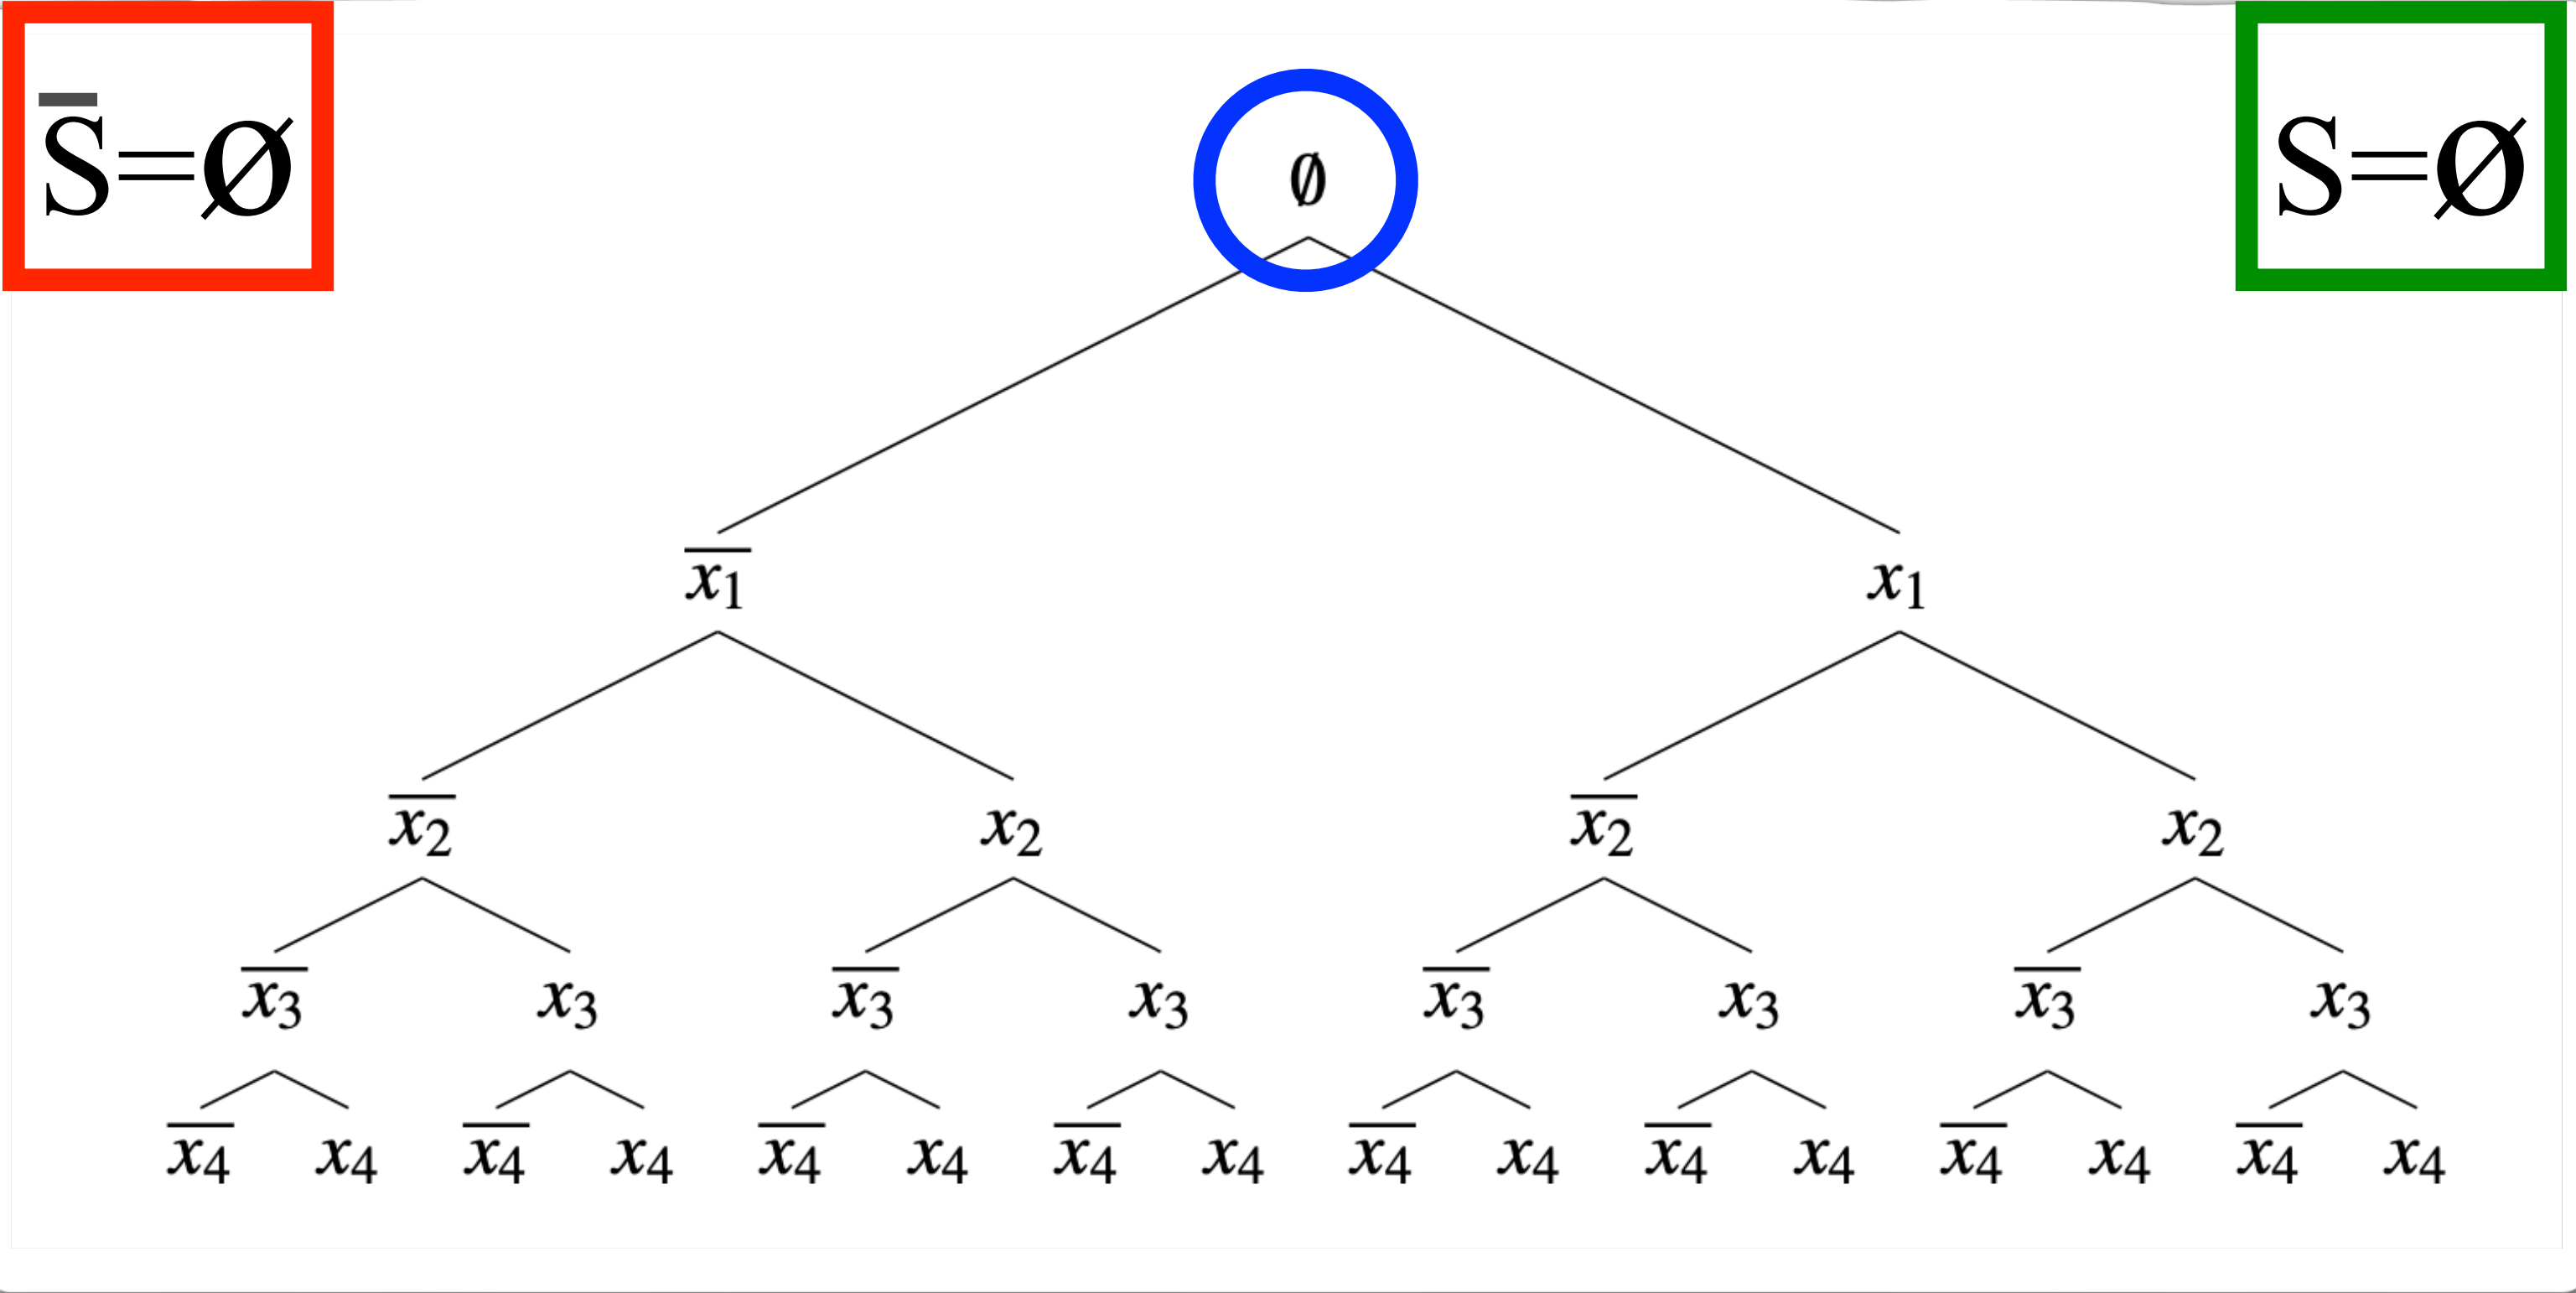 S̅=Ø
S=Ø
∅
x̅₁ x₁
x̅₂ x₂ x̅₂ x₂
x̅₃ x₃ x̅₃ x₃ x̅₃ x₃ x̅₃ x₃
x̅₄ x₄ x̅₄ x₄ x̅₄ x₄ x̅₄ x₄ x̅₄ x₄ x̅₄ x₄ x̅₄ x₄ x̅₄ x₄